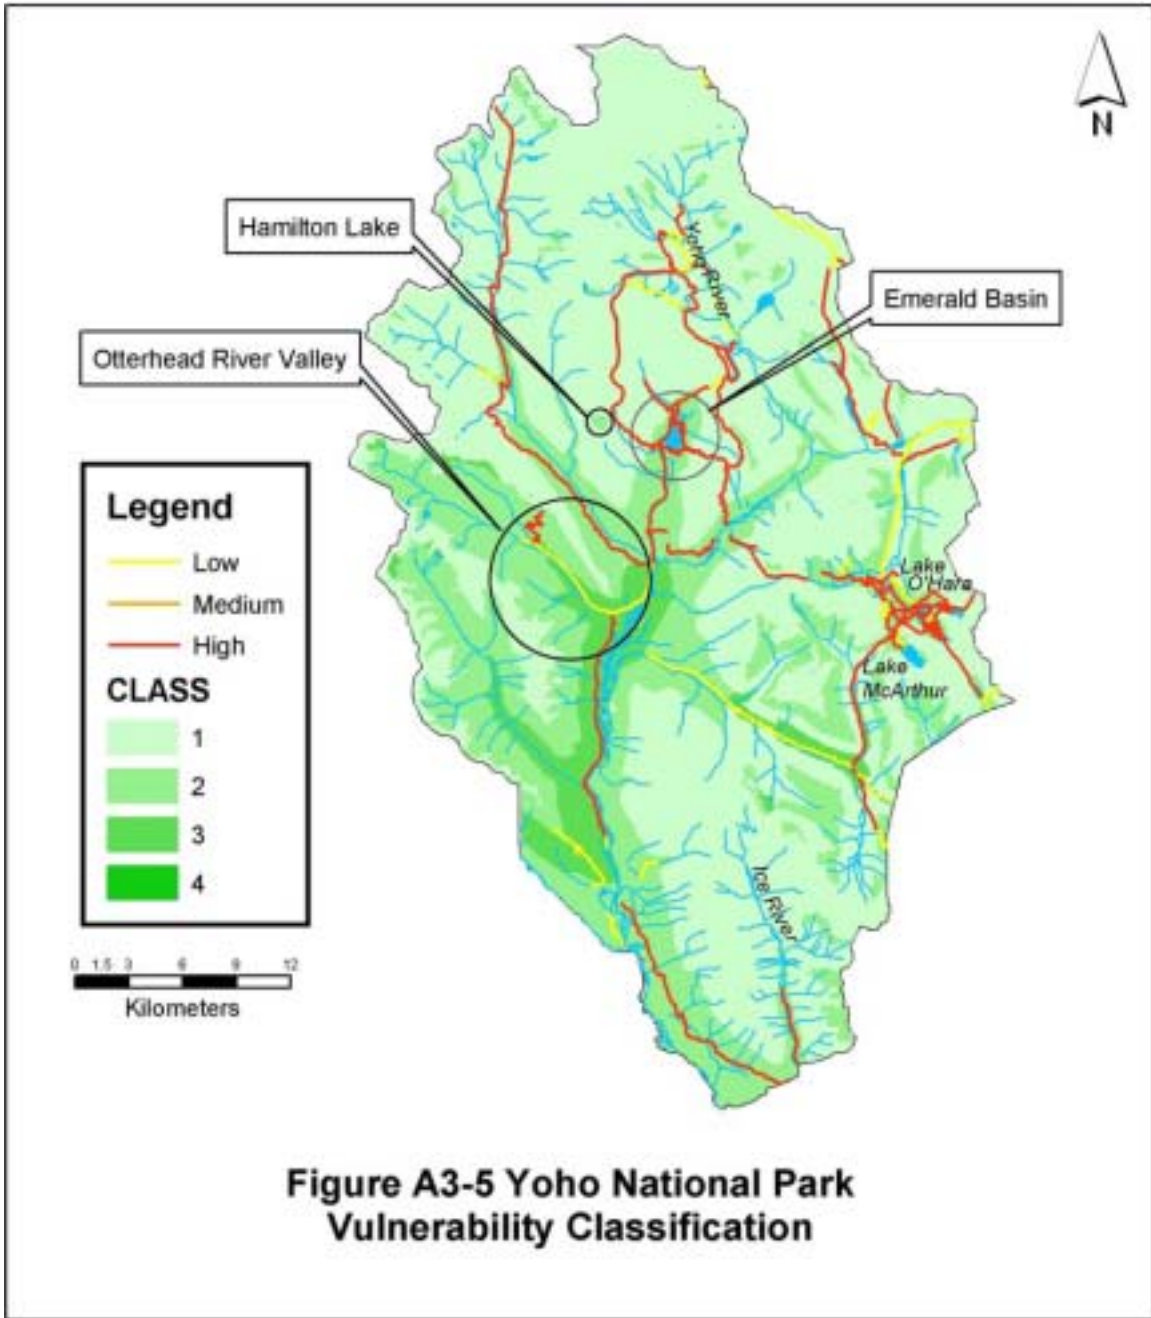 N
Hamilton Lake
Yoho River
Emerald Basin
Otterhead River Valley
Legend
Low
Medium
High
CLASS
1
2
3
4
Lake
O'Hara
Lake
McArthur
Ice River
0 1.5 3 6 9 12
Kilometers
Figure A3-5 Yoho National Park
Vulnerability Classification